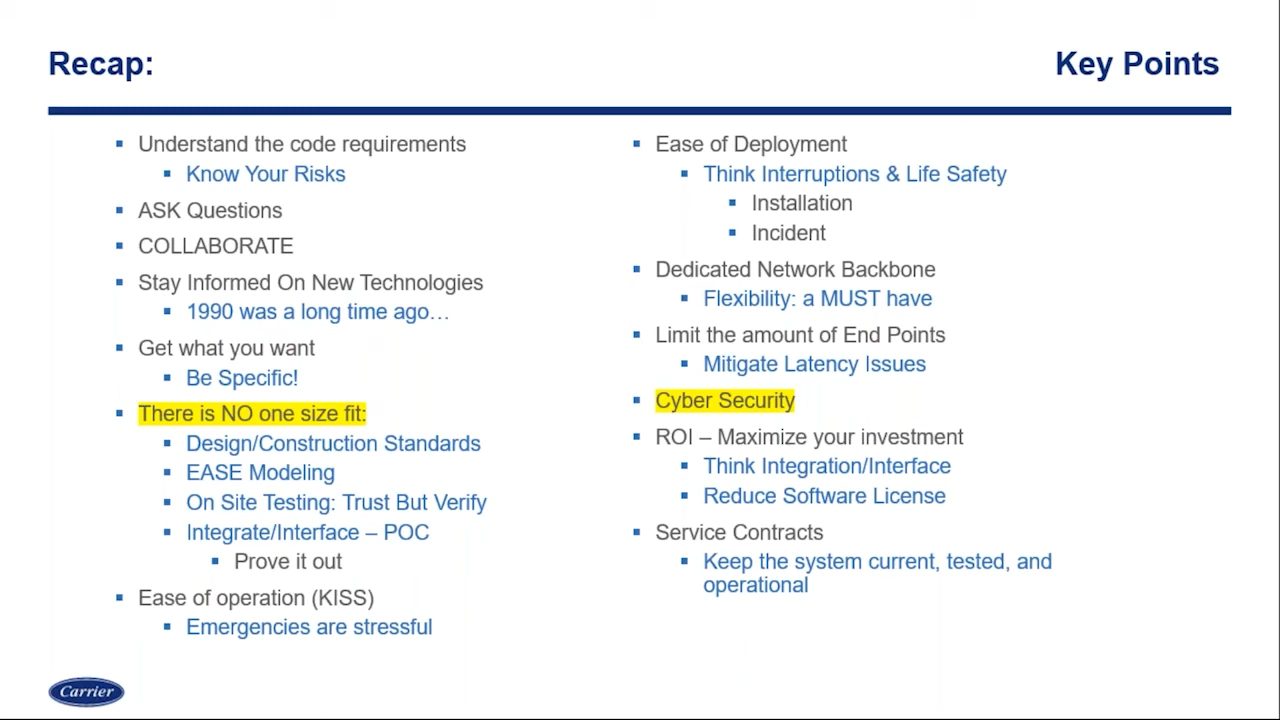 Recap:
Key Points
Understand the code requirements
Know Your Risks
ASK Questions
COLLABORATE
Stay Informed On New Technologies
1990 was a long time ago…
Get what you want
Be Specific!
There is NO one size fit:
Design/Construction Standards
EASE Modeling
On Site Testing: Trust But Verify
Integrate/Interface – POC
Prove it out
Ease of operation (KISS)
Emergencies are stressful
Ease of Deployment
Think Interruptions & Life Safety
Installation
Incident
Dedicated Network Backbone
Flexibility: a MUST have
Limit the amount of End Points
Mitigate Latency Issues
Cyber Security
ROI – Maximize your investment
Think Integration/Interface
Reduce Software License
Service Contracts
Keep the system current, tested, and
operational
Carrier